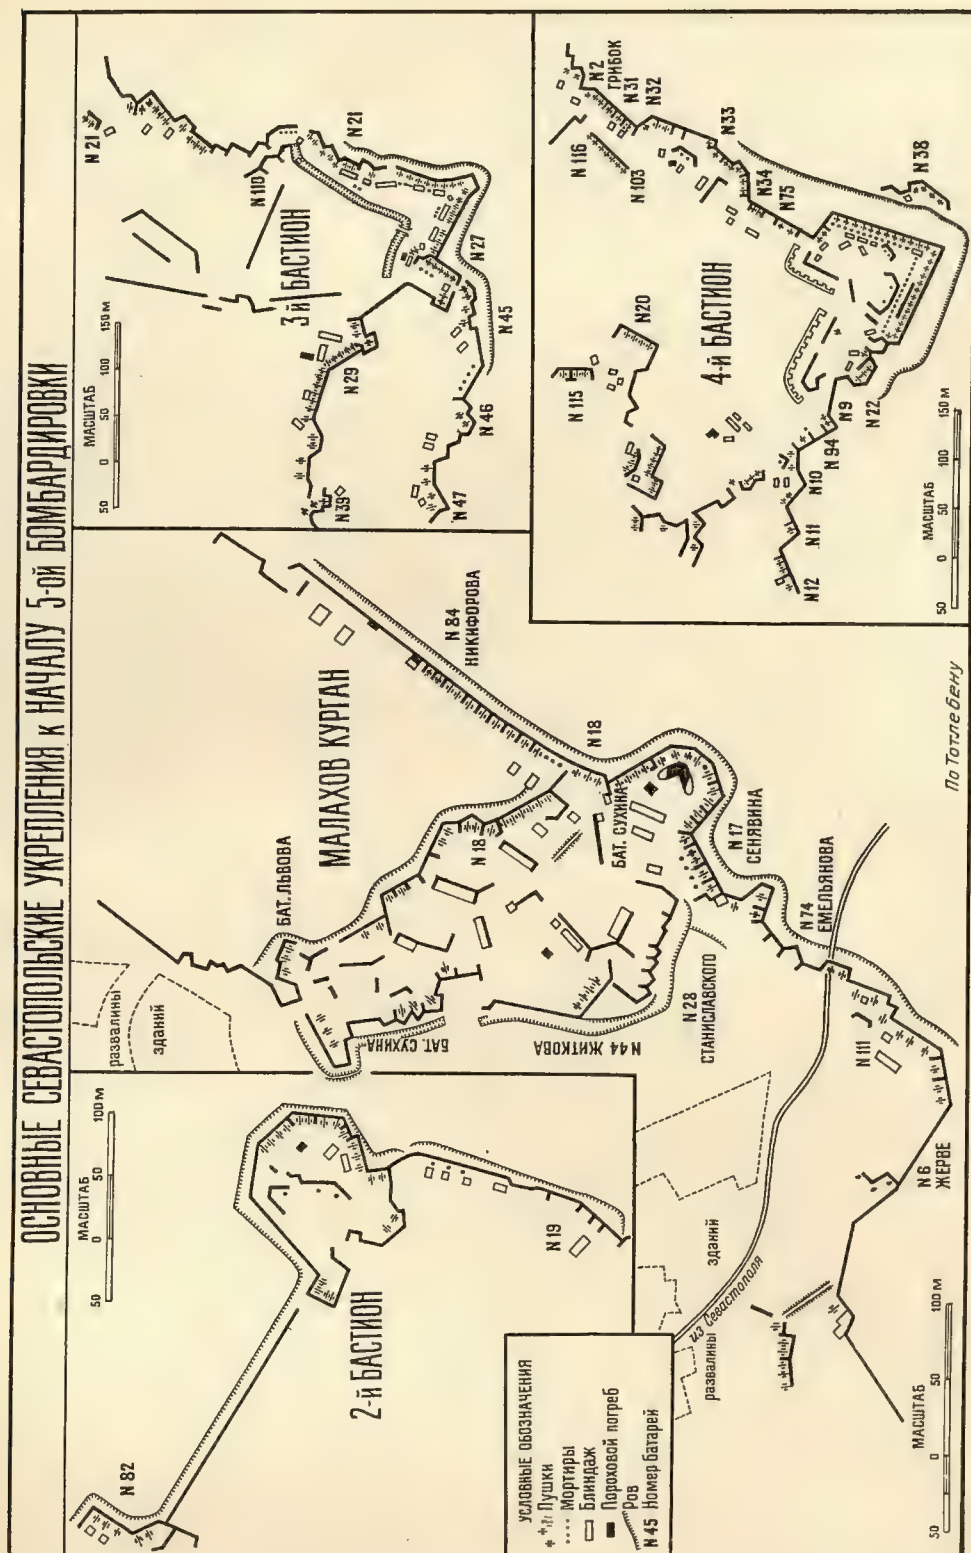 ОСНОВНЫЕ СЕВАСТОПОЛЬСКИЕ УКРЕПЛЕНИЯ к НАЧАЛУ 5-ой БОМБАРДИРОВКИ
МАСШТАБ
50 0 50 100 м
N 82
2-й БАСТИОН
N 19
УСЛОВНЫЕ ОБОЗНАЧЕНИЯ
Пушки
Мортиры
Блиндаж
Пороховой погреб
Ров
N 45 Номер батарей
развалины
зданий
БАТ. ЛЬВОВА
МАЛАХОВ КУРГАН
N 18
БАТ. СУХИНА
N 84
НИКИФОРОВА
N 18
БАТ. СУХИНА
N 44 ЖИТКОВА
N 28
СТАНИСЛАВСКОГО
N 17
СЕНЯВИНА
N 74
ЕМЕЛЬЯНОВА
N 111
N 6
ЖЕРВЕ
развалины
зданий
из Севастополя
МАСШТАБ
50 0 50 100 м
По Тотлебену
МАСШТАБ
50 0 50 100 150 м
N 21
N 110
N 21
3-й БАСТИОН
N 27
N 45
N 29
N 46
N 39
N 47
N 2
ГРИБОК
N 31
N 32
N 116
N 103
N 33
N 34
N 75
N 38
N 20
N 115
4-й БАСТИОН
N 9
N 22
N 94
N 10
N 11
N 12
МАСШТАБ
50 0 50 100 150 м